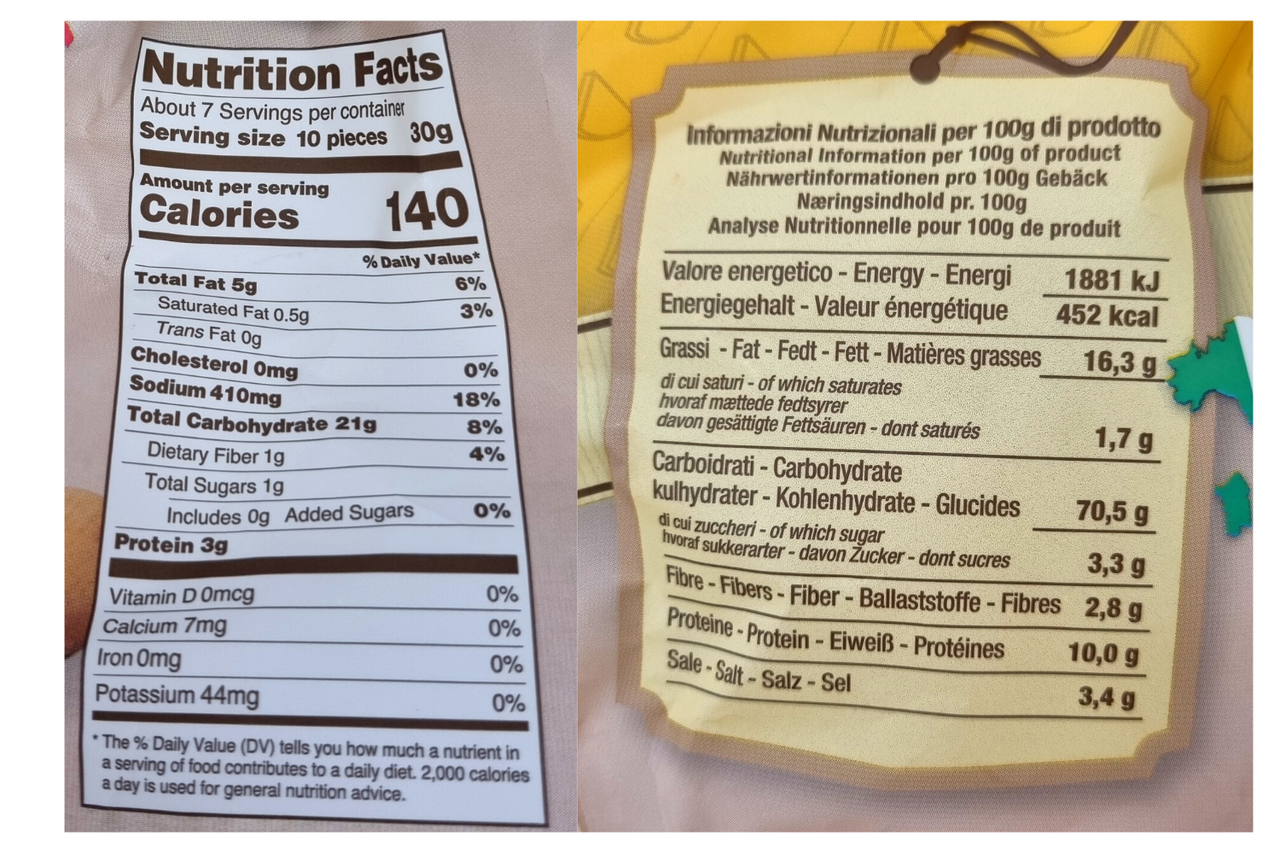 Nutrition Facts
About 7 Servings per container
Serving size 10 pieces 30g
Amount per serving
Calories 140
% Daily Value*
Total Fat 5g 6%
Saturated Fat 0.5g 3%
Trans Fat 0g
Cholesterol 0mg 0%
Sodium 410mg 18%
Total Carbohydrate 21g 8%
Dietary Fiber 1g 4%
Total Sugars 1g
Includes 0g Added Sugars 0%
Protein 3g
Vitamin D 0mcg 0%
Calcium 7mg 0%
Iron 0mg 0%
Potassium 44mg 0%
* The % Daily Value (DV) tells you how much a nutrient in
a serving of food contributes to a daily diet. 2,000 calories
a day is used for general nutrition advice.
Informazioni Nutrizionali per 100g di prodotto
Nutritional Information per 100g of product
Nährwertinformationen pro 100g Gebäck
Næringsindhold pr. 100g
Analyse Nutritionnelle pour 100g de produit
Valore energetico - Energy - Energi 1881 kJ
Energiegehalt - Valeur énergétique 452 kcal
Grassi - Fat - Fedt - Fett - Matières grasses 16,3 g
di cui saturi - of which saturates
hvoraf mættede fedtsyrer
davon gesättigte Fettsäuren - dont saturés 1,7 g
Carboidrati - Carbohydrate
kulhydrater - Kohlenhydrate - Glucides 70,5 g
di cui zuccheri - of which sugar
hvoraf sukkerarter - davon Zucker - dont sucres 3,3 g
Fibre - Fibers - Fiber - Ballaststoffe - Fibres 2,8 g
Proteine - Protein - Eiweiß - Protéines 10,0 g
Sale - Salt - Salz - Sel 3,4 g